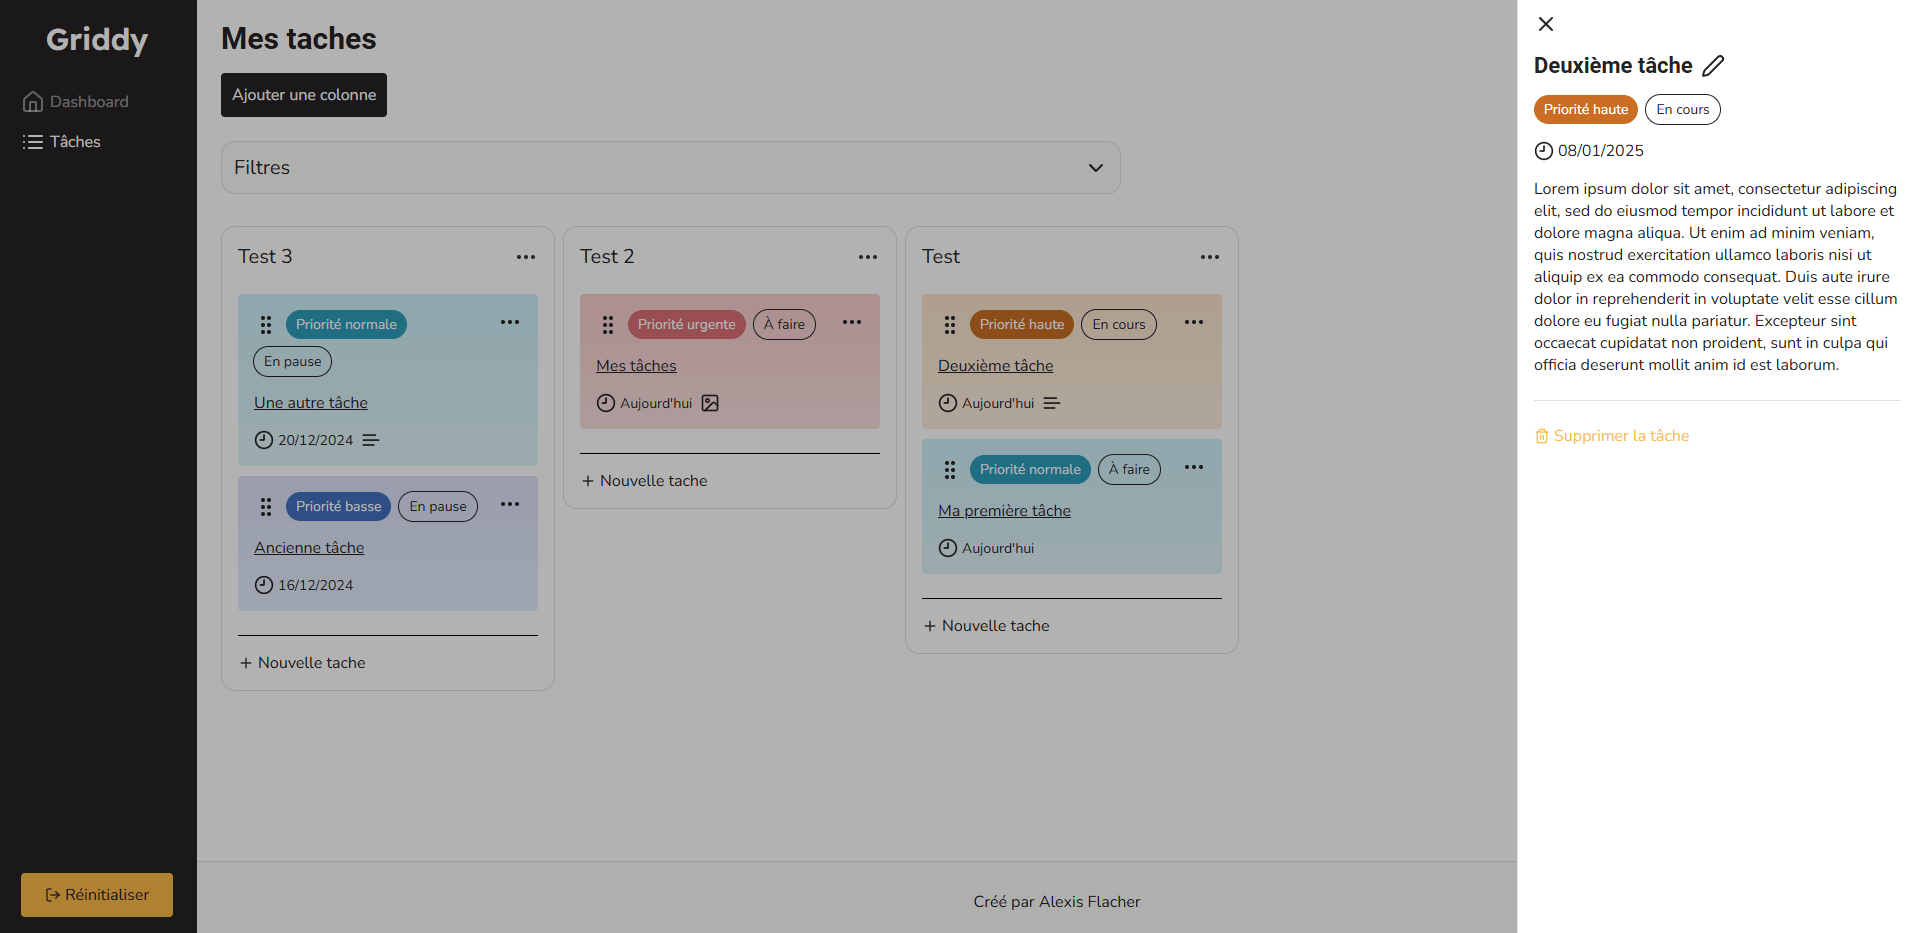 Griddy
Dashboard
Tâches
Réinitialiser
Mes taches
Ajouter une colonne
Filtres
Test 3
Priorité normale
En pause
Une autre tâche
20/12/2024
Priorité basse
En pause
Ancienne tâche
16/12/2024
Nouvelle tache
Test 2
Priorité urgente
À faire
Mes tâches
Aujourd'hui
Nouvelle tache
Test
Priorité haute
En cours
Deuxième tâche
Aujourd'hui
Priorité normale
À faire
Ma première tâche
Aujourd'hui
Nouvelle tache
Créé par Alexis Flacher
Deuxième tâche
Priorité haute
En cours
08/01/2025
Lorem ipsum dolor sit amet, consectetur adipiscing
elit, sed do eiusmod tempor incididunt ut labore et
dolore magna aliqua. Ut enim ad minim veniam,
quis nostrud exercitation ullamco laboris nisi ut
aliquip ex ea commodo consequat. Duis aute irure
dolor in reprehenderit in voluptate velit esse cillum
dolore eu fugiat nulla pariatur. Excepteur sint
occaecat cupidatat non proident, sunt in culpa qui
officia deserunt mollit anim id est laborum.
Supprimer la tâche